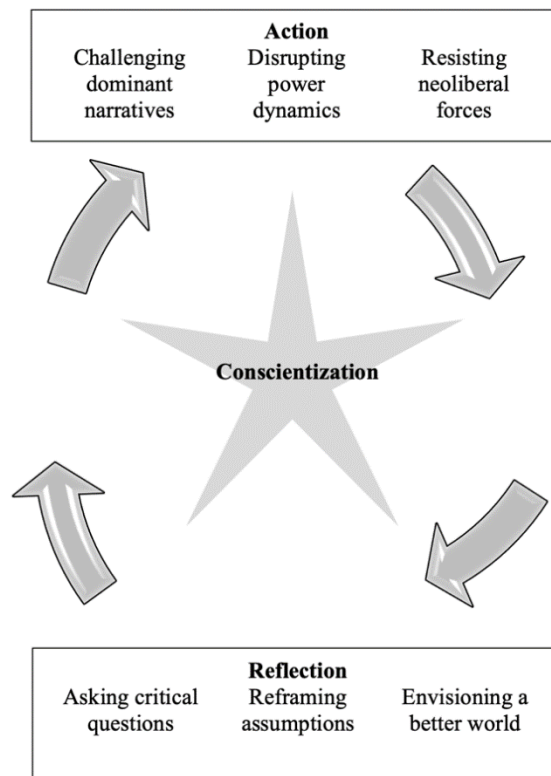 Action
Challenging dominant narratives
Disrupting power dynamics
Resisting neoliberal forces
Conscientization
Reflection
Asking critical questions
Reframing assumptions
Envisioning a better world